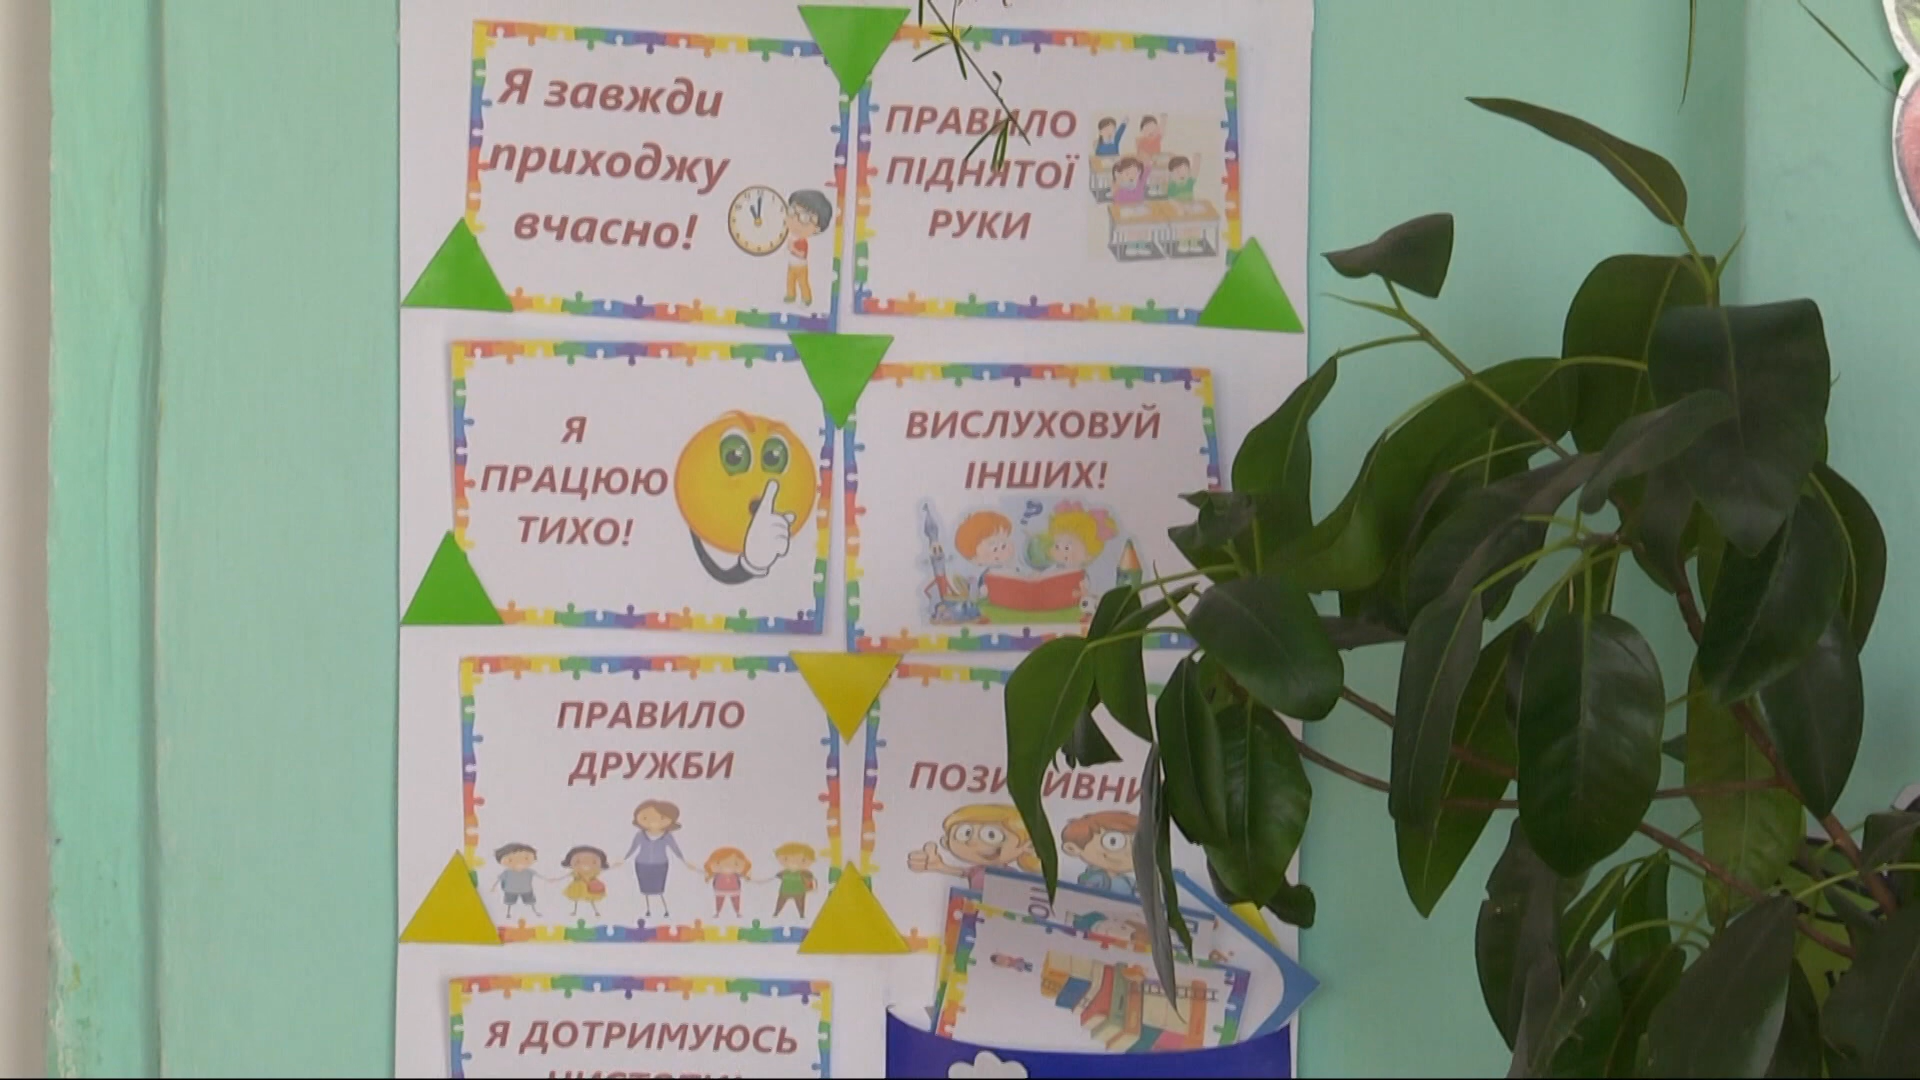 Я завжди
приходжу
вчасно!
ПРАВИЛО
ПІДНЯТОЇ
РУКИ
Я
ПРАЦЮЮ
ТИХО!
ВИСЛУХОВУЙ
ІНШИХ!
ПРАВИЛО
ДРУЖБИ
Я ДОТРИМУЮСЬ